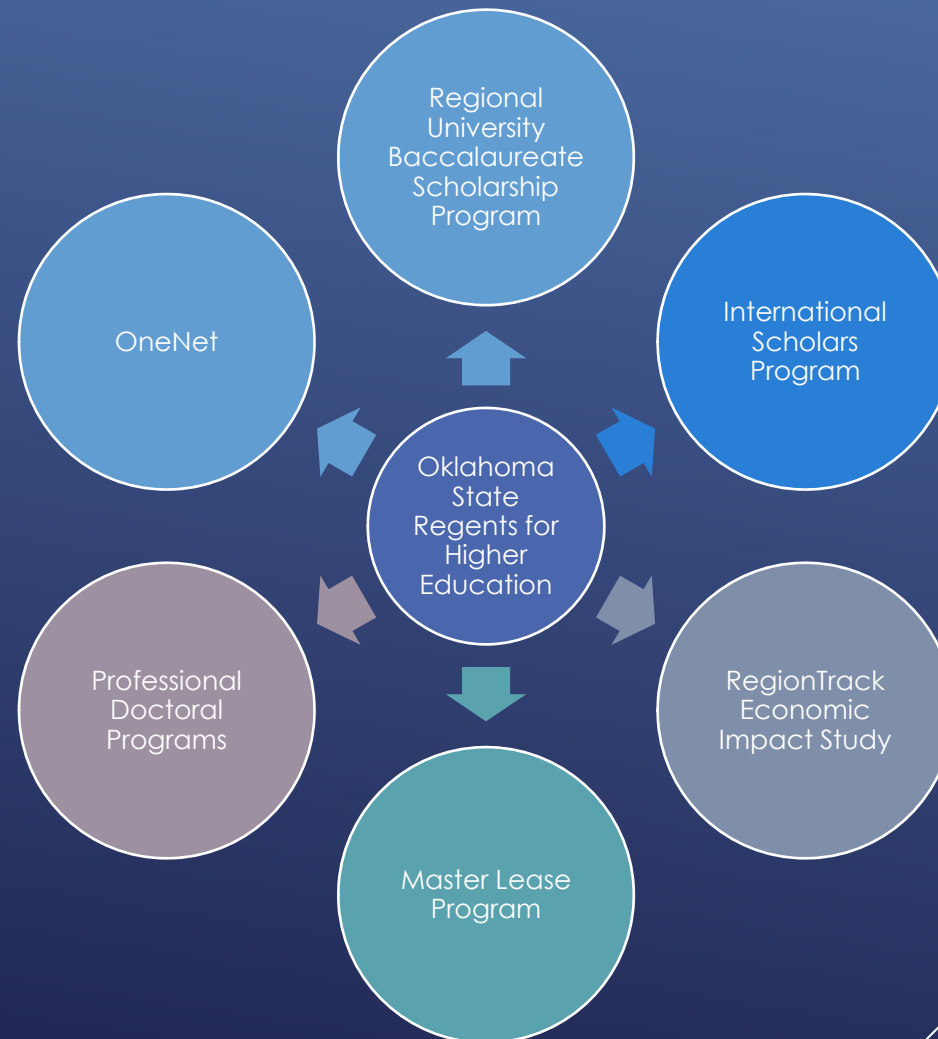 Regional
University
Baccalaureate
Scholarship
Program
OneNet
International
Scholars
Program
Oklahoma
State
Regents for
Higher
Education
Professional
Doctoral
Programs
RegionTrack
Economic
Impact Study
Master Lease
Program